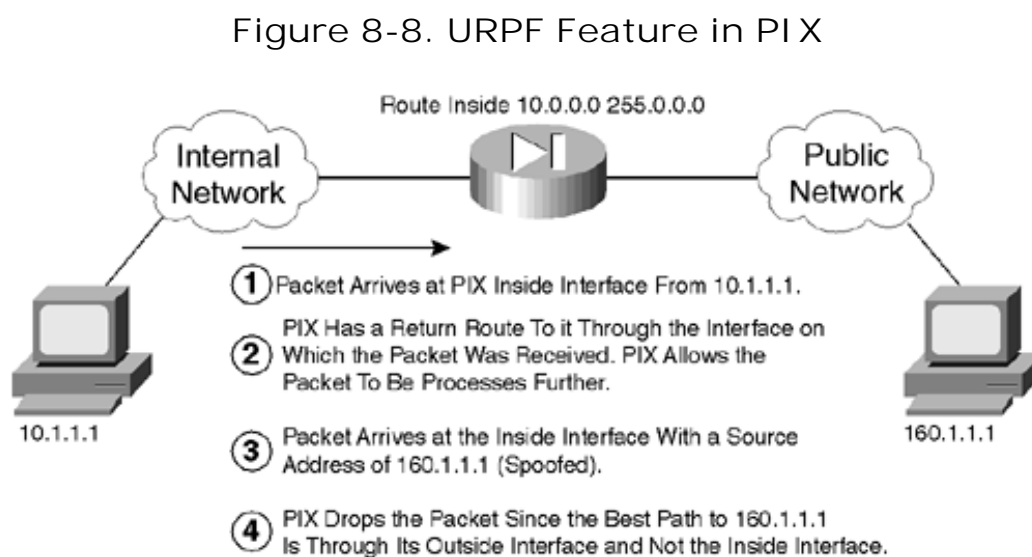 Figure 8-8. URPF Feature in PIX
Route Inside 10.0.0.0 255.0.0.0
Internal
Network
Public
Network
1 Packet Arrives at PIX Inside Interface From 10.1.1.1.
2 PIX Has a Return Route To it Through the Interface on
Which the Packet Was Received. PIX Allows the
Packet To Be Processes Further.
10.1.1.1
160.1.1.1
3 Packet Arrives at the Inside Interface With a Source
Address of 160.1.1.1 (Spoofed).
4 PIX Drops the Packet Since the Best Path to 160.1.1.1
Is Through Its Outside Interface and Not the Inside Interface.